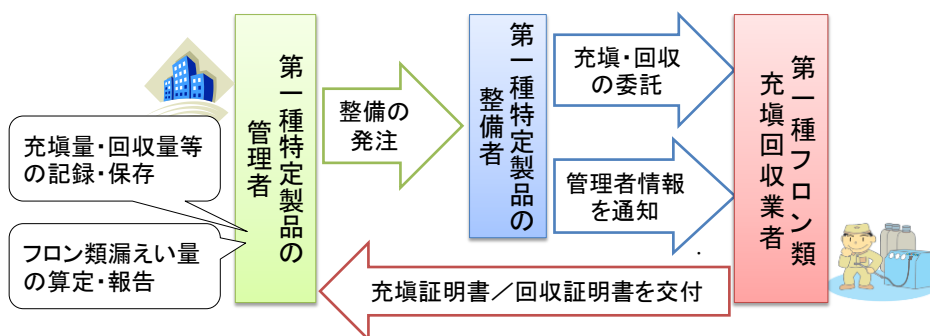 第一種特定製品の
管理者
充塡量・回収量等
の記録・保存
フロン類漏えい量
の算定・報告
整備の
発注
第一種特定製品の
整備者
充塡・回収
の委託
管理者情報
を通知
第一種フロン類
充塡回収業者
充塡証明書／回収証明書を交付